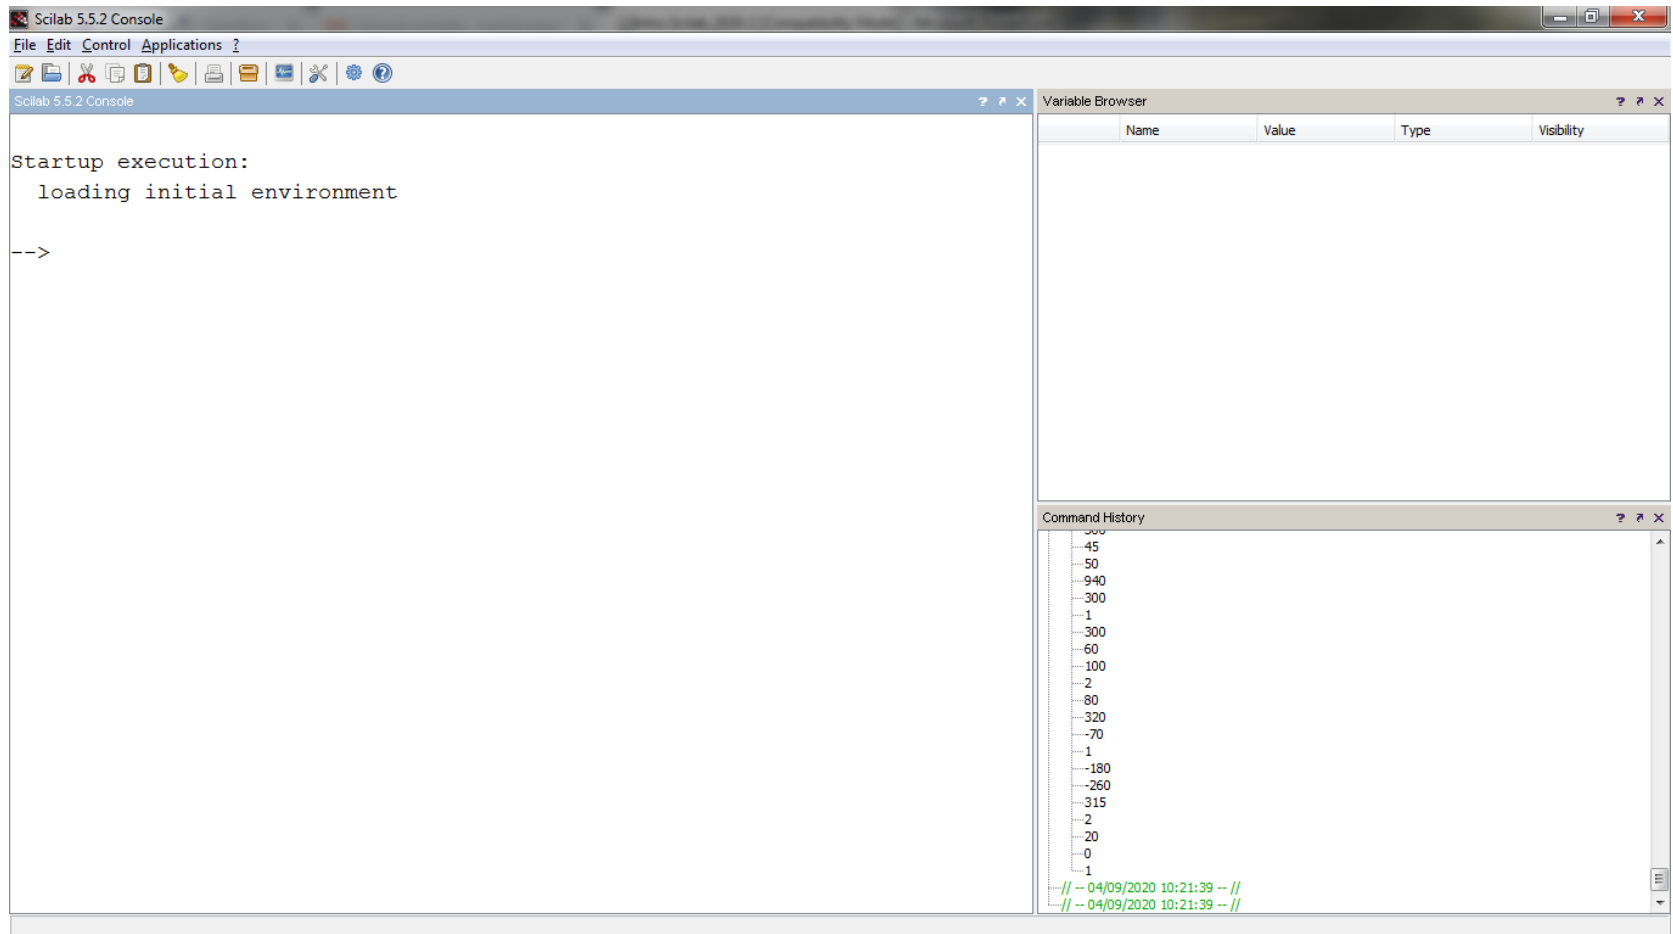 Scilab 5.5.2 Console
File Edit Control Applications ?
Scilab 5.5.2 Console
Startup execution:
loading initial environment
-->
Variable Browser
Name Value Type Visibility
Command History
45
50
940
300
1
300
60
100
2
80
320
-70
1
-180
-260
315
2
20
0
1
// -- 04/09/2020 10:21:39 -- //
// -- 04/09/2020 10:21:39 -- //